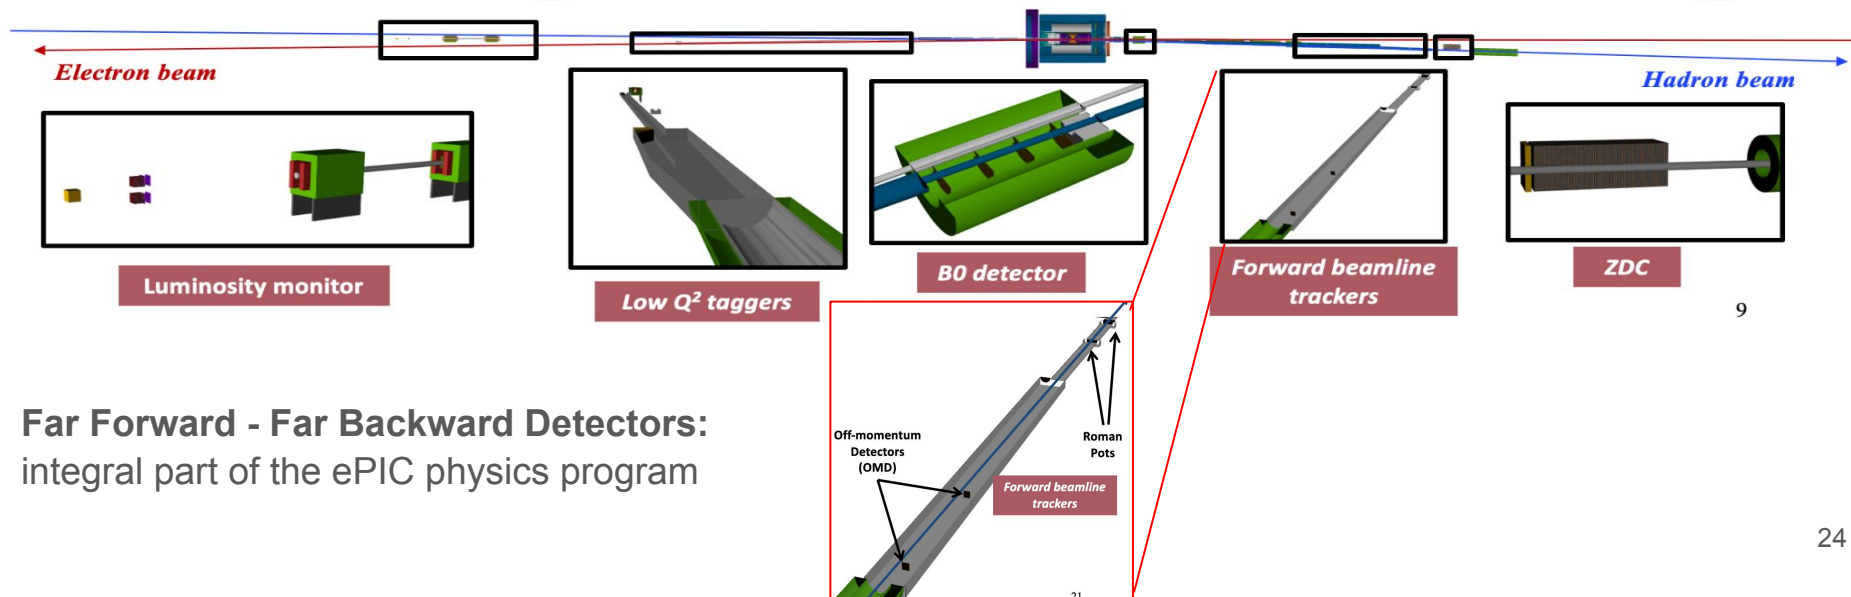 Electron beam
Hadron beam
Luminosity monitor
Low Q² taggers
B0 detector
Forward beamline
trackers
ZDC
9
Far Forward - Far Backward Detectors:
integral part of the ePIC physics program
Off-momentum
Detectors
(OMD)
Roman
Pots
Forward beamline
trackers
21
24